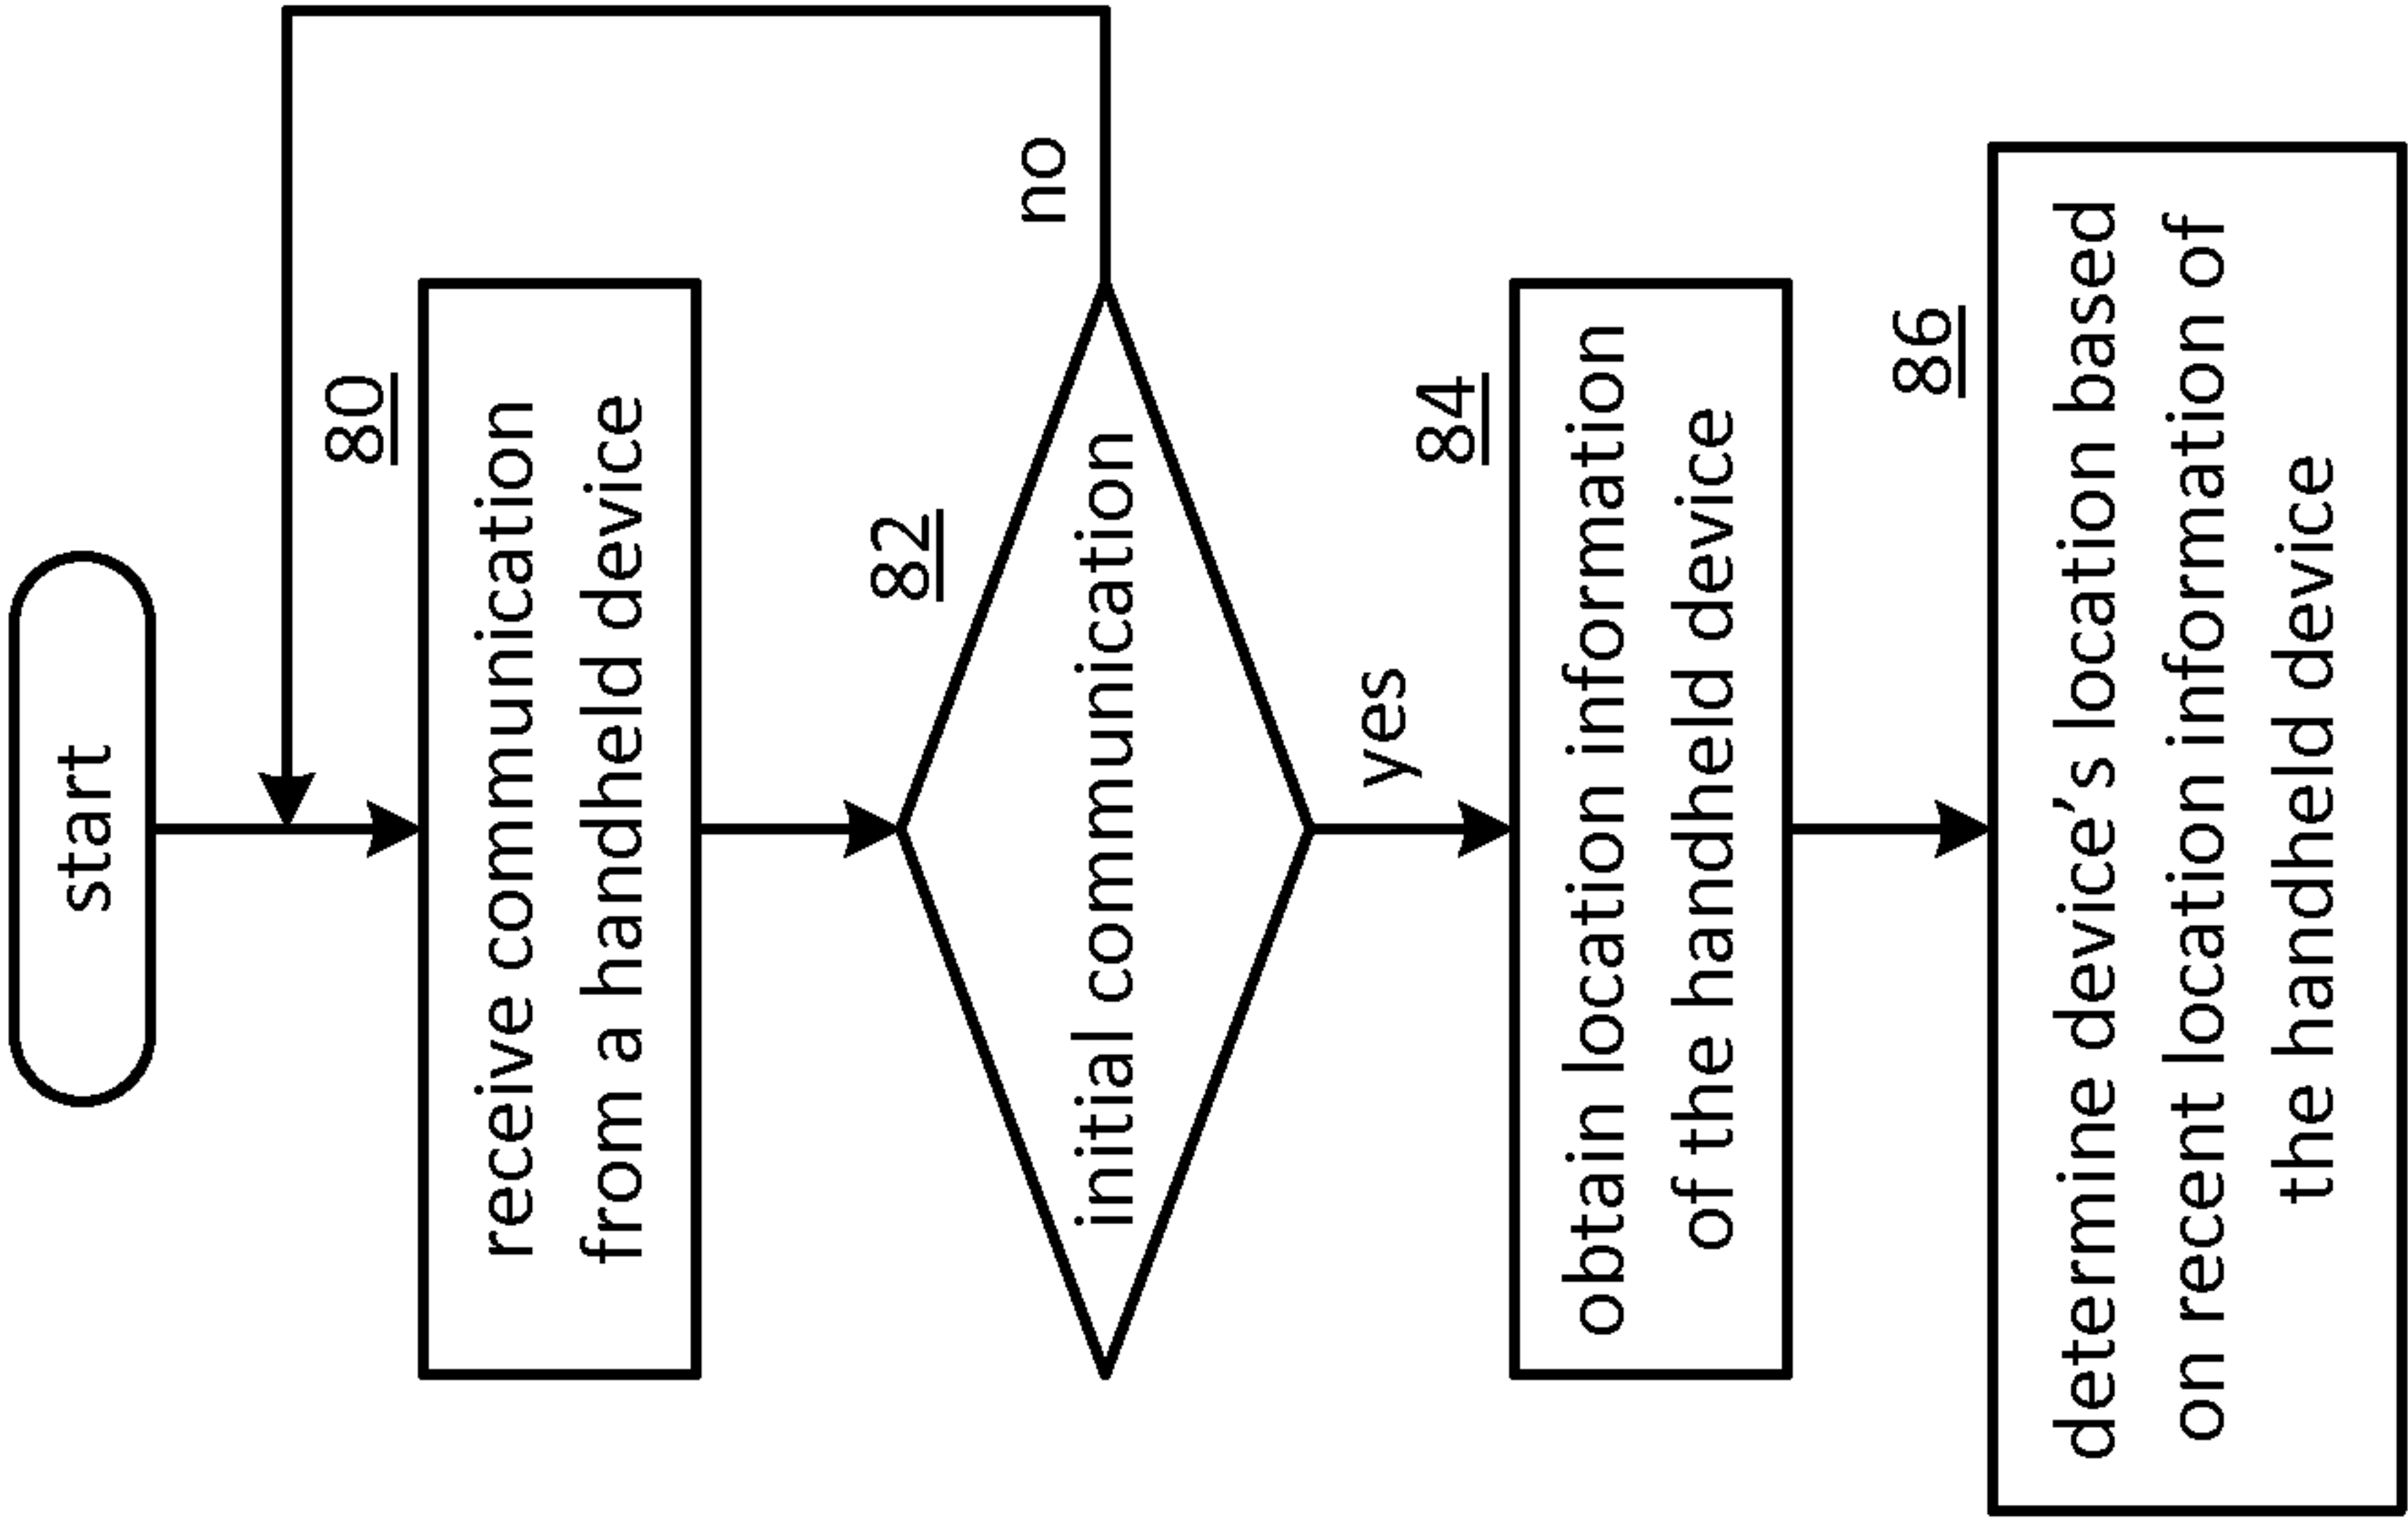 start
80
receive communication
from a handheld device
82
initial communication
no
yes
84
obtain location information
of the handheld device
86
determine device's location based
on recent location information of
the handheld device